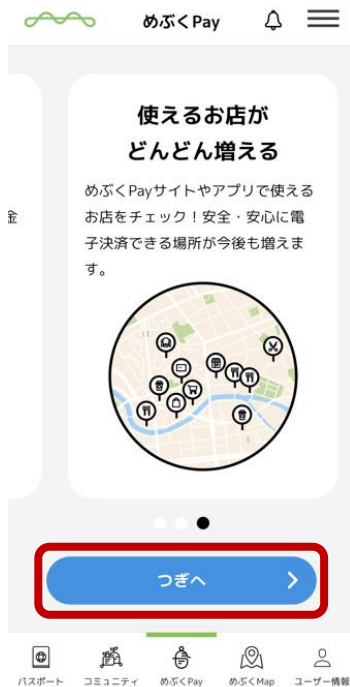 めぶくPay
使えるお店が
どんどん増える
めぶくPayサイトやアプリで使える
お店をチェック！安全・安心に電
子決済できる場所が今後も増えま
す。
金
つぎへ
パスポート
コミュニティ
めぶくPay
めぶくMap
ユーザー情報